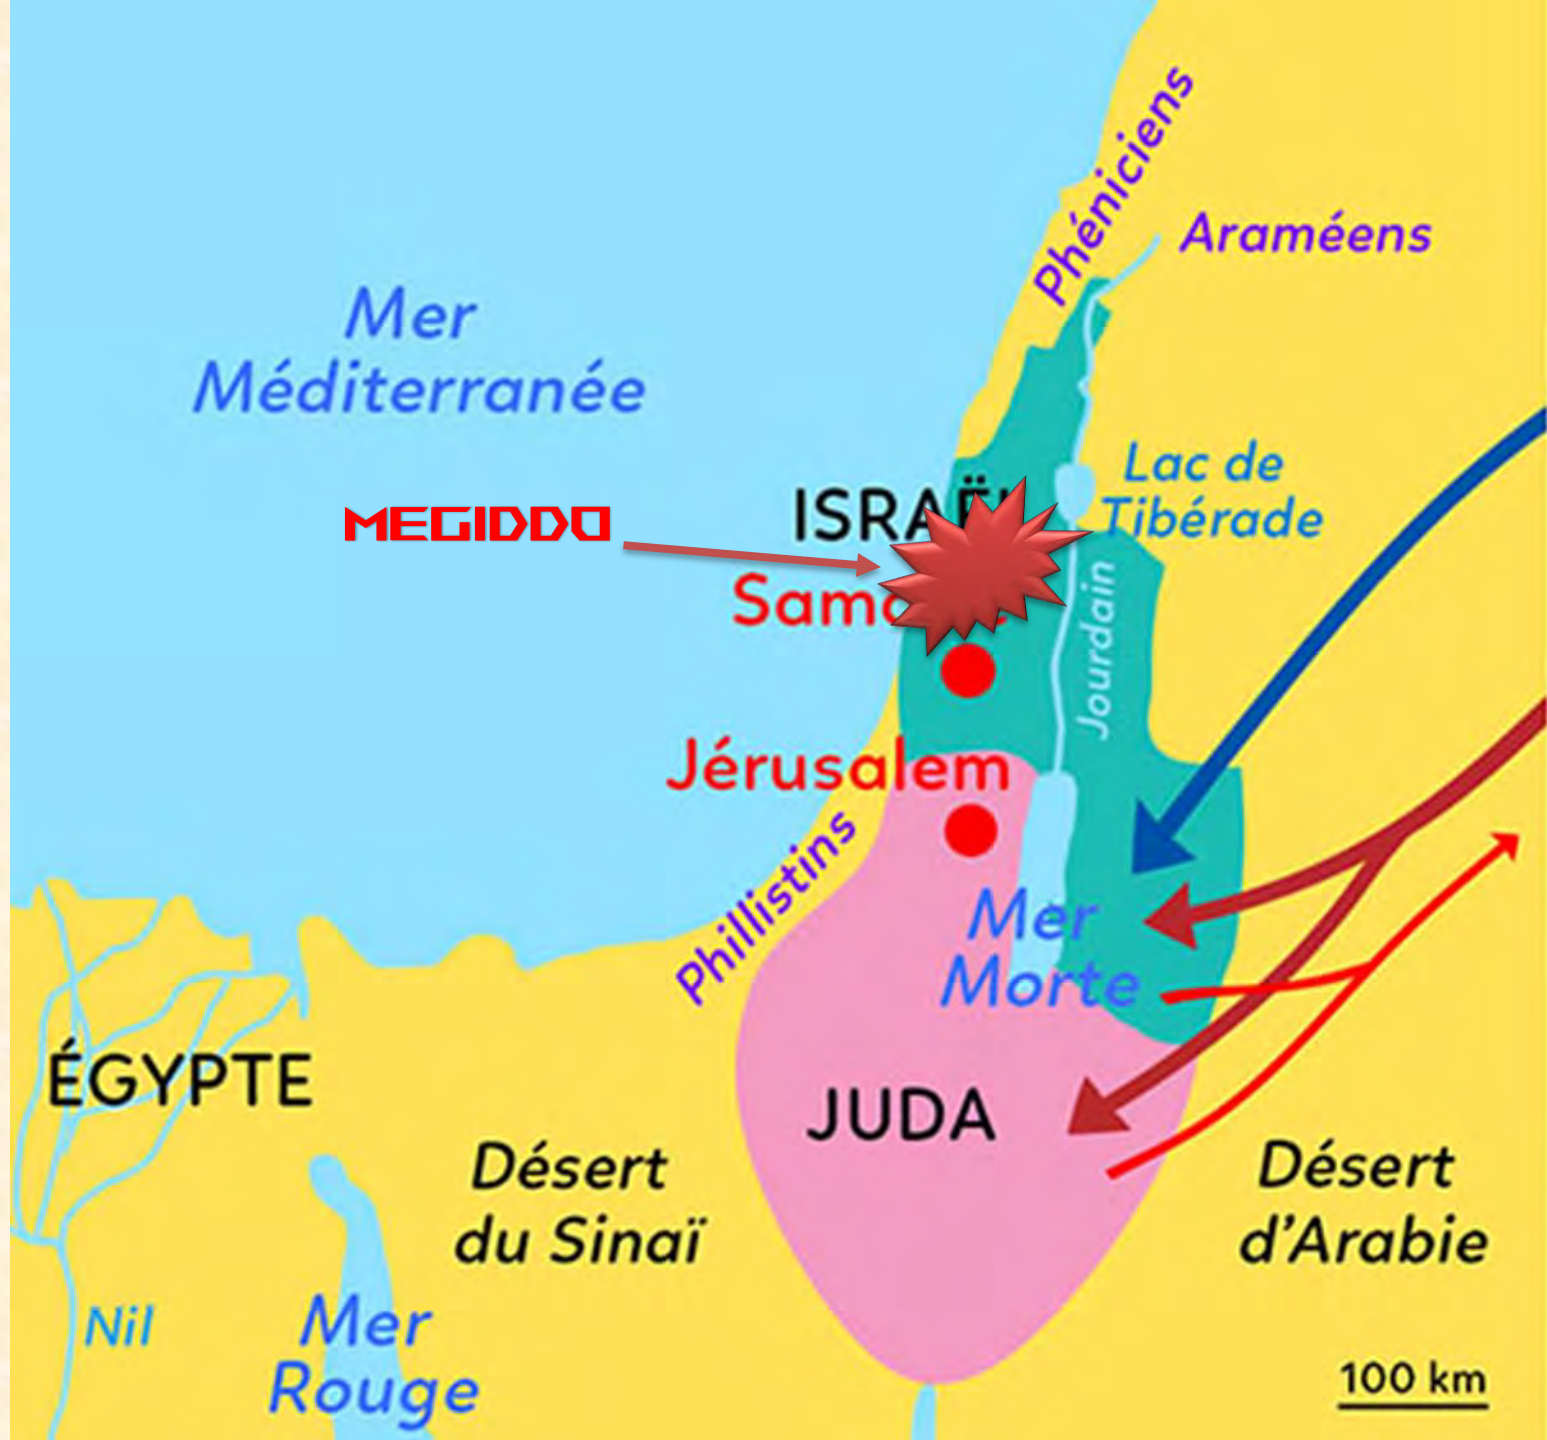 Phéniciens
Araméens
Mer
Méditerranée
Lac de
Tibérade
MEGIDDO
ISRAËL
Jourdain
Jérusalem
Phillistins
Mer
Morte
ÉGYPTE
JUDA
Désert
du Sinaï
Désert
d'Arabie
Nil
Mer
Rouge
100 km